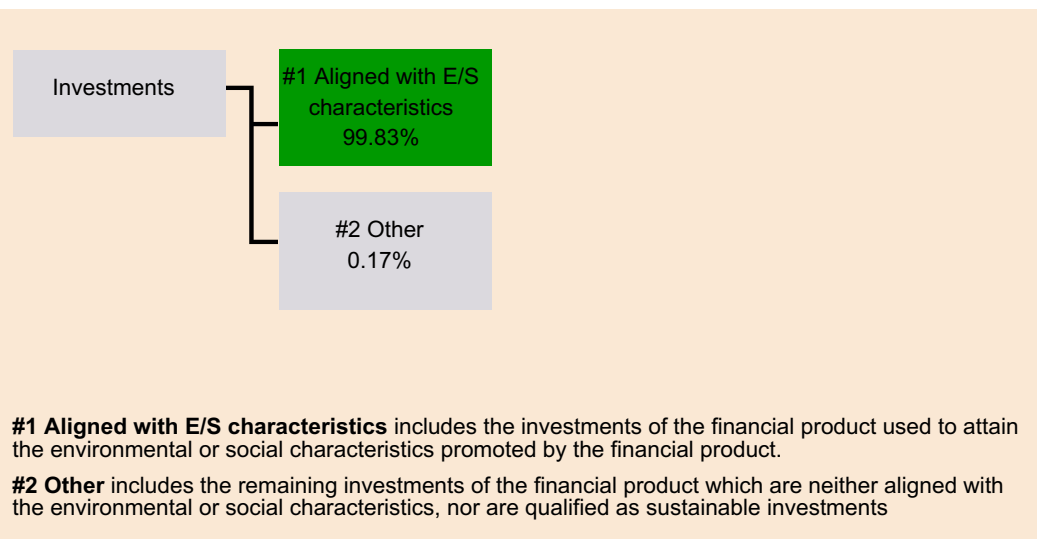 Investments
#1 Aligned with E/S
characteristics
99.83%
#2 Other
0.17%
#1 Aligned with E/S characteristics includes the investments of the financial product used to attain
the environmental or social characteristics promoted by the financial product.
#2 Other includes the remaining investments of the financial product which are neither aligned with
the environmental or social characteristics, nor are qualified as sustainable investments